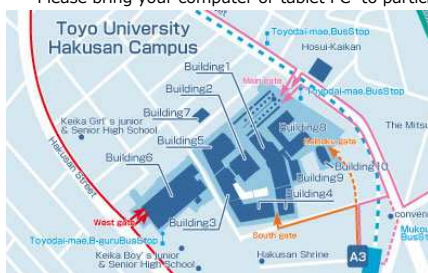 Please bring your computer or tablet PC to partici
Toyo University
Hakusan Campus
Toyodai-mae.BusStop
Hosui-Kaikan
Building1
Building2
Main gate
Toyodai-mae.BusStop
Building7
Keika Girl's junior
& Senior High School
Building5
Building8
The Mitsu
Building6
Building10
Building9
Hakusan Street
Building4
West gate
Building3
South gate
conven
Toyodai-mae.B-guruBusStop
Mukou
BusSt
Keika Boy's junior
& Senior High School
Hakusan Shrine
A3